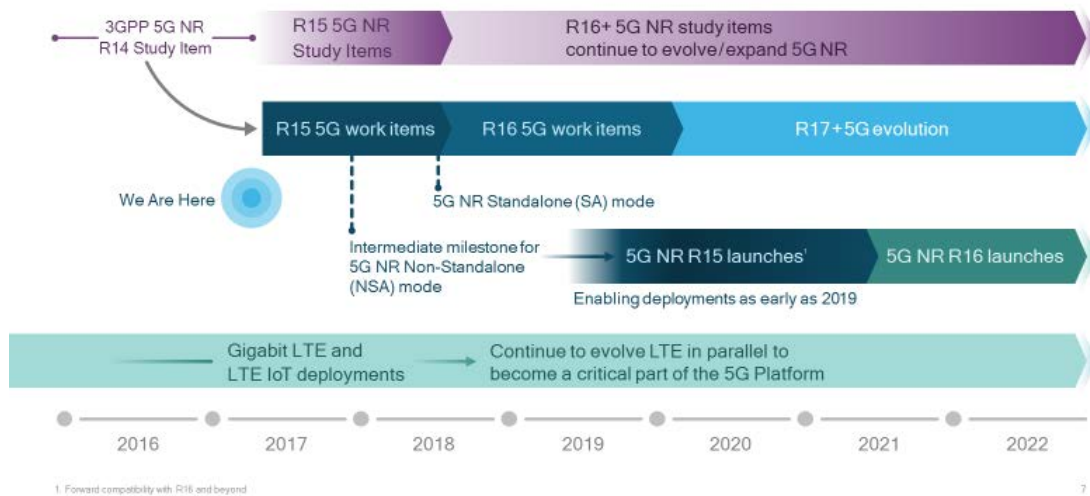 3GPP 5G NR
R14 Study Item
R15 5G NR
Study Items
R16+ 5G NR study items
continue to evolve/expand 5G NR
R15 5G work items
R16 5G work items
R17+5G evolution
We Are Here
5G NR Standalone (SA) mode
Intermediate milestone for
5G NR Non-Standalone
(NSA) mode
5G NR R15 launches¹
5G NR R16 launches
Enabling deployments as early as 2019
Gigabit LTE and
LTE IoT deployments
Continue to evolve LTE in parallel to
become a critical part of the 5G Platform
2016
2017
2018
2019
2020
2021
2022
1. Forward compatibility with R16 and beyond
7